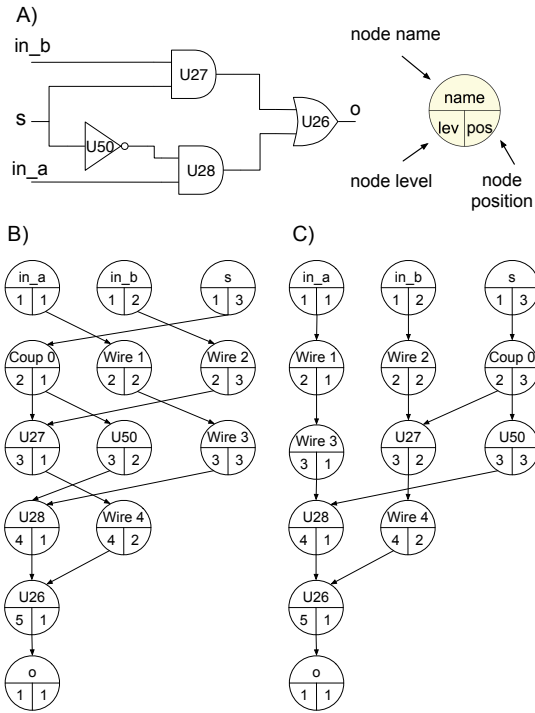 A)
in_b
s
in_a
U27
U50
U28
U26
o
node name
name
lev pos
node level
node position
B)
in_a in_b s
1 1 1 2 1 3
Coup 0 Wire 1 Wire 2
2 1 2 2 2 3
U27 U50 Wire 3
3 1 3 2 3 3
U28 Wire 4
4 1 4 2
U26
5 1
o
1 1
C)
in_a in_b s
1 1 1 2 1 3
Wire 1 Wire 2 Coup 0
2 1 2 2 2 3
Wire 3 U27 U50
3 1 3 2 3 3
U28 Wire 4
4 1 4 2
U26
5 1
o
1 1